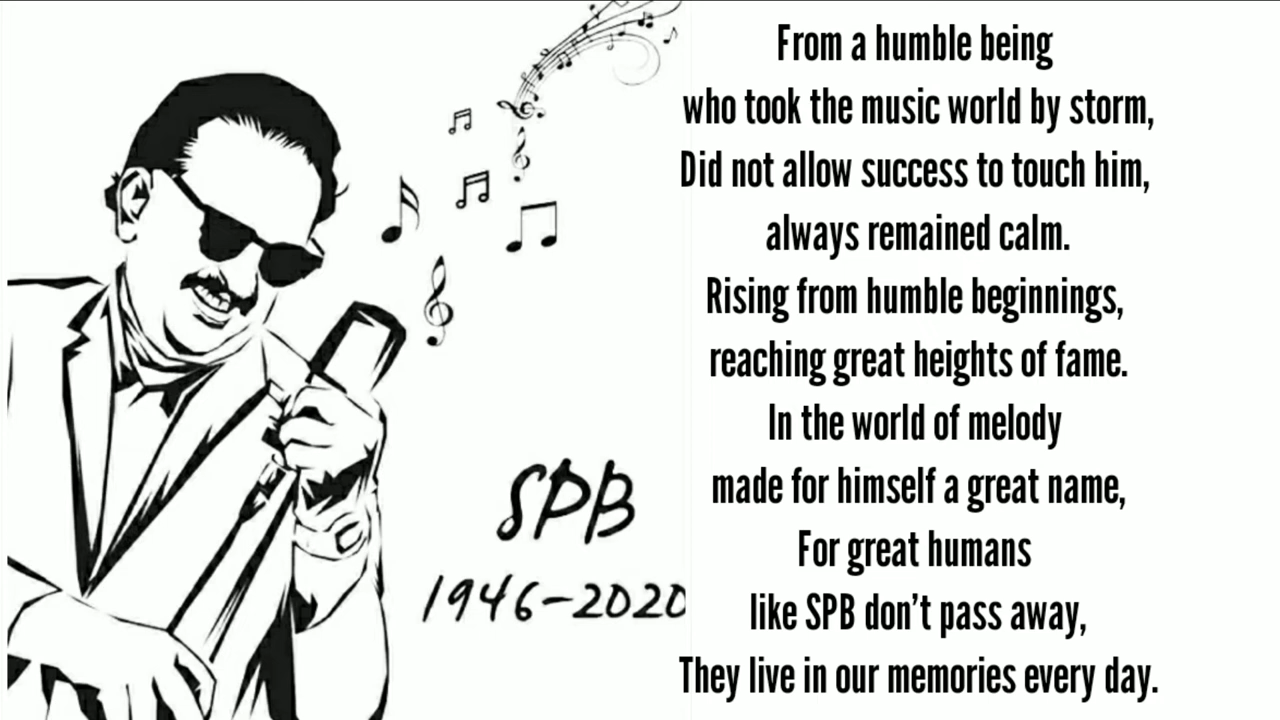 From a humble being
who took the music world by storm,
Did not allow success to touch him,
always remained calm.
Rising from humble beginnings,
reaching great heights of fame.
In the world of melody
made for himself a great name,
For great humans
like SPB don't pass away,
They live in our memories every day.
SPB
1946-2020